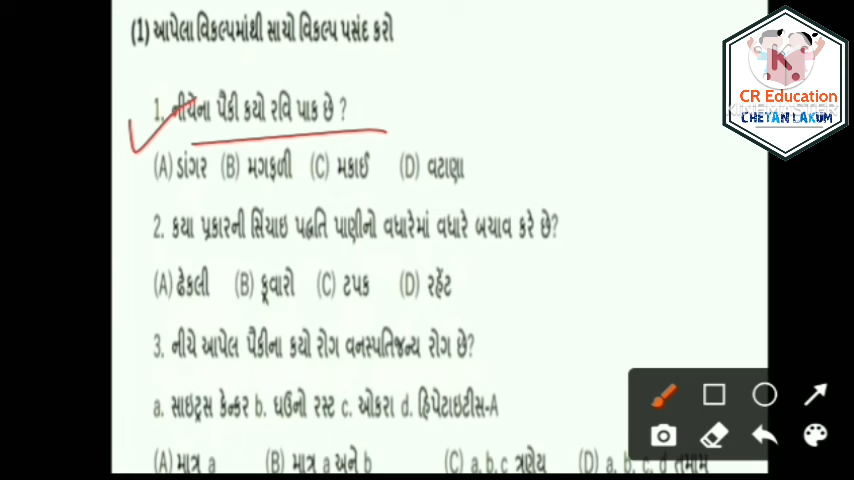 (1) આપેલા વિકલ્પમાંથી સાચો વિકલ્પ પસંદ કરો
1. નીચેના પૈકી કયો રવિ પાક છે ?
(A) ડાંગર (B) મગફળી (C) મકાઈ (D) વટાણા
2. કયા પ્રકારની સિંચાઇ પદ્ધતિ પાણીનો વધારેમાં વધારે બચાવ કરે છે?
(A) ઢેકલી (B) ફૂવારો (C) ટપક (D) રહેંટ
3. નીચે આપેલ પૈકીના કયો રોગ વનસ્પતિજન્ય રોગ છે?
a. સાઇટ્રસ કેન્કર b. ઘઉંનો રસ્ટ c. ઓકરા d. હિપેટાઇટીસ-A
(A) માત્ર a (B) માત્ર a અને b (C) a, b, c ત્રણેય (D) a, b, c, d તમામ
K
CR Education
KINEMASTER
CHETAN LAKUM